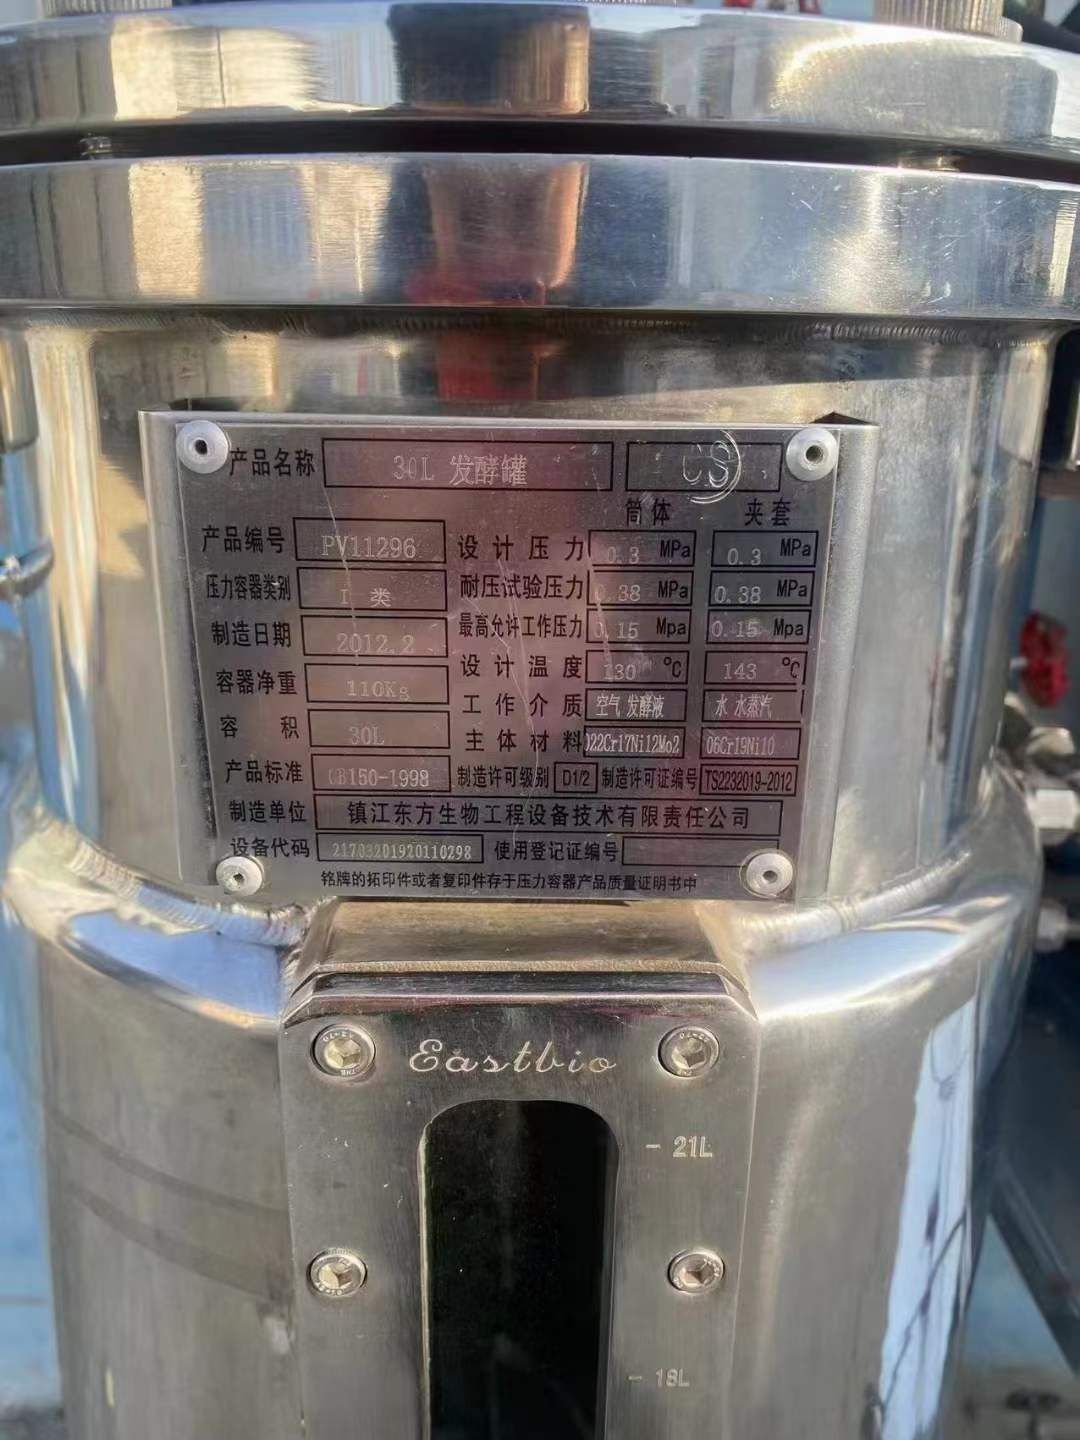 产品名称 30L 发酵罐 CS
筒体 夹套
产品编号 PV11296 设计压力 0.3 MPa 0.3 MPa
压力容器类别 I 类 耐压试验压力 0.38 MPa 0.38 MPa
制造日期 2012.2 最高允许工作压力 0.15 Mpa 0.15 Mpa
容器净重 110Kg 设计温度 130 ℃ 143 ℃
容积 30L 工作介质 空气 发酵液 水 水蒸汽
主体材料 022Cr17Ni12Mo2 06Cr19Ni10
产品标准 GB150-1998 制造许可级别 D1/2 制造许可证编号 TS2232019-2012
制造单位 镇江东方生物工程设备技术有限责任公司
设备代码 21703201920110298 使用登记证编号
铭牌的拓印件或者复印件存于压力容器产品质量证明书中
Eastbio
- 21L
- 18L